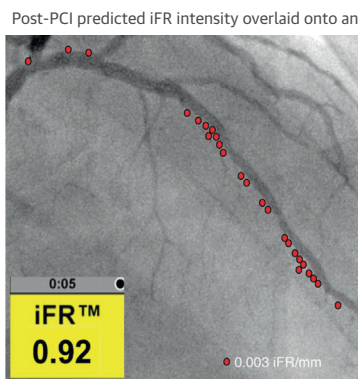 Post-PCI predicted iFR intensity overlaid onto an
0:05
iFR™
0.92
0.003 iFR/mm